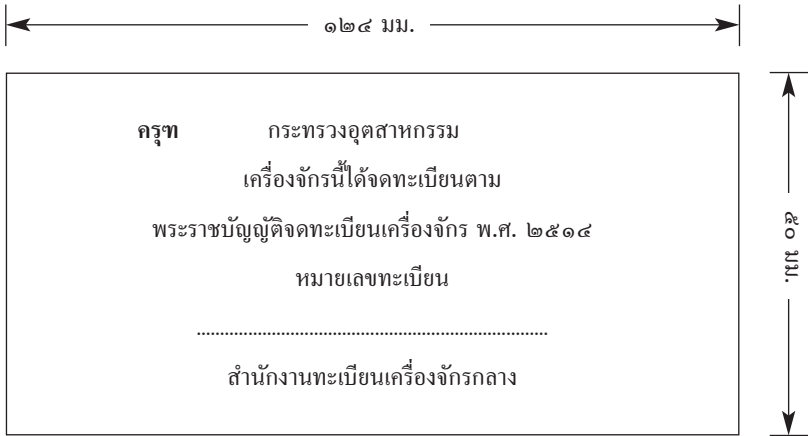 ๑๒๔ มม.
ครุฑ กระทรวงอุตสาหกรรม
เครื่องจักรนี้ได้จดทะเบียนตาม
พระราชบัญญัติจดทะเบียนเครื่องจักร พ.ศ. ๒๕๑๔
หมายเลขทะเบียน
............................................................................
สำนักงานทะเบียนเครื่องจักรกลาง
๕๐ มม.